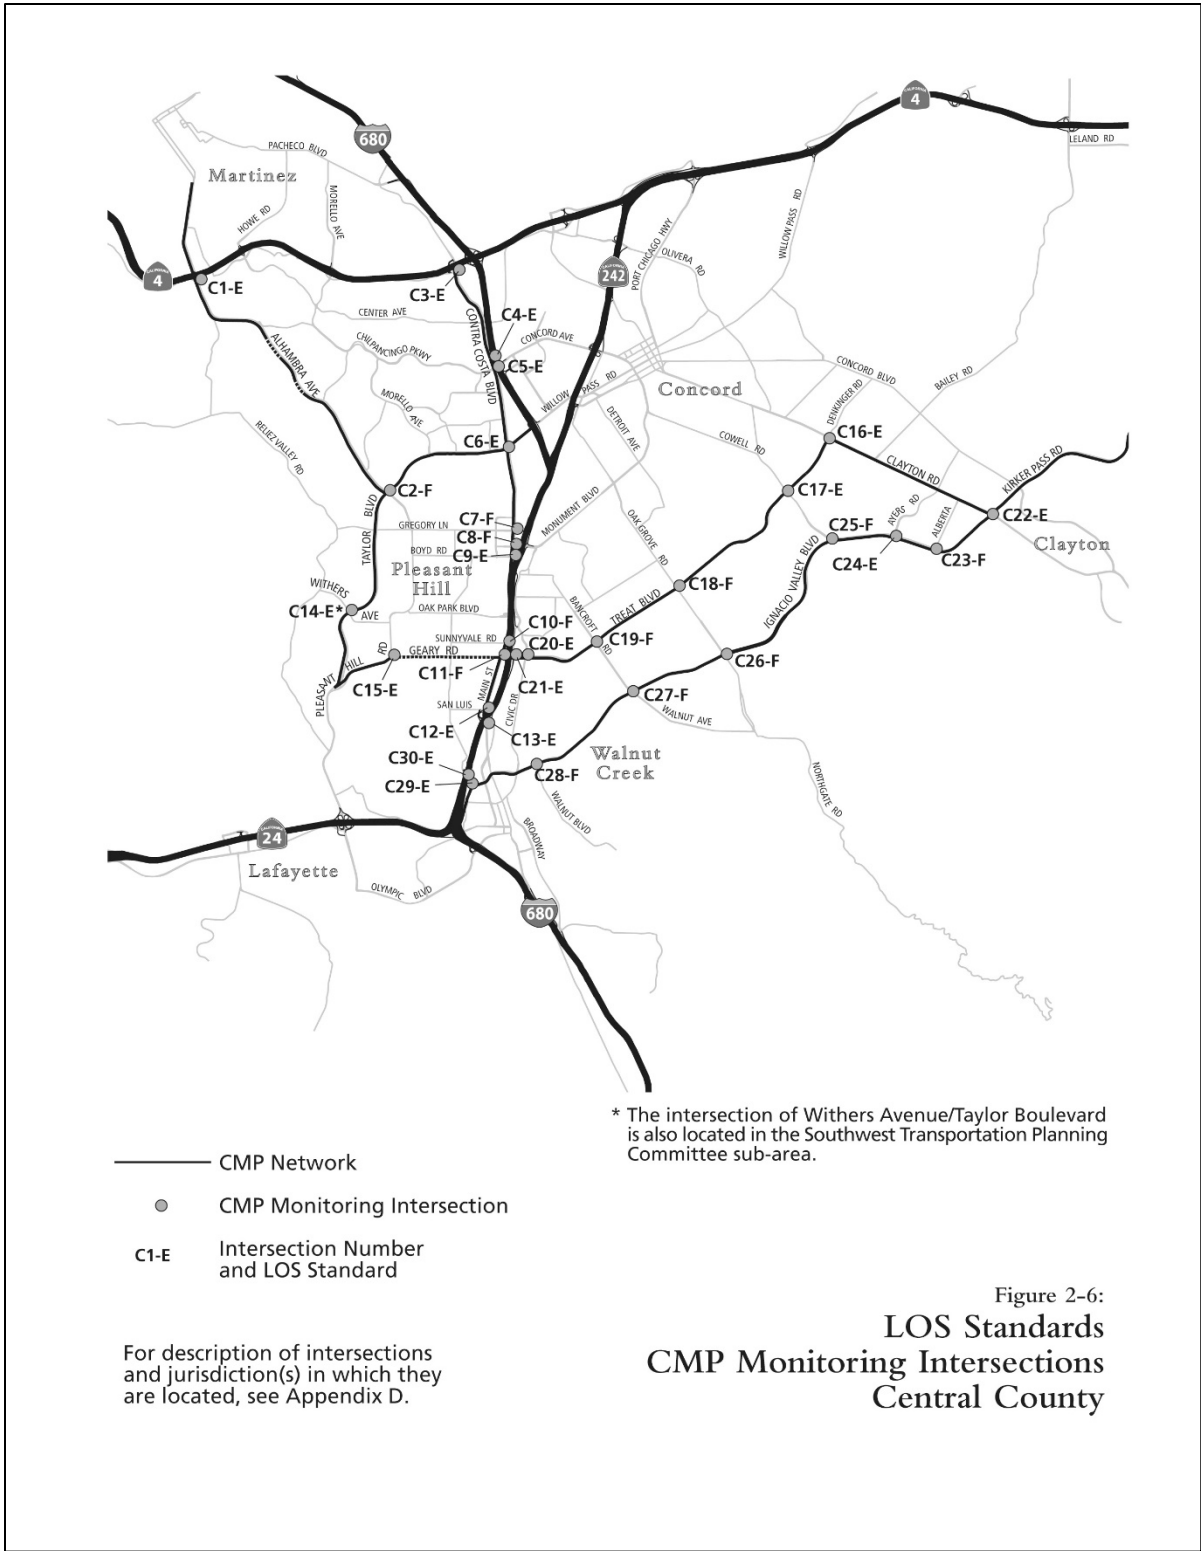 CALIFORNIA
4
680
LELAND RD
PACHECO BLVD
Martinez
MORELLO AVE
HOWE RD
WILLOW PASS RD
PORT CHICAGO HWY
OLIVERA RD
CALIFORNIA
4
C1-E
C3-E
CALIFORNIA
242
CENTER AVE
CONTRA COSTA BLVD
C4-E
CONCORD AVE
CHILPANCINGO PKWY
ALHAMBRA AVE
C5-E
WILLOW PASS RD
Concord
CONCORD BLVD
BAILEY RD
DENKINGER RD
MORELLO AVE
DETROIT AVE
RELIEZ VALLEY RD
C6-E
COWELL RD
C16-E
CLAYTON RD
KIRKER PASS RD
C2-F
C17-E
MONUMENT BLVD
TAYLOR BLVD
GREGORY LN
C7-F
C8-F
OAK GROVE RD
C25-F
AYERS RD
ALBERTA
C22-E
BOYD RD
C9-E
IGNACIO VALLEY BLVD
C24-E
C23-F
Clayton
Pleasant
Hill
WITHERS
AVE
C14-E*
OAK PARK BLVD
BANCROFT RD
TREAT BLVD
C18-F
C10-F
SUNNYVALE RD
C20-E
C19-F
GEARY RD
C11-F
C21-E
C26-F
PLEASANT HILL RD
C15-E
MAIN ST
SAN LUIS
CIVIC DR
C27-F
WALNUT AVE
C12-E
C13-E
Walnut
Creek
C30-E
C29-E
C28-F
WALNUT BLVD
NORTHGATE RD
BROADWAY
CALIFORNIA
24
Lafayette
OLYMPIC BLVD
680
* The intersection of Withers Avenue/Taylor Boulevard
is also located in the Southwest Transportation Planning
Committee sub-area.
CMP Network
CMP Monitoring Intersection
C1-E
Intersection Number
and LOS Standard
For description of intersections
and jurisdiction(s) in which they
are located, see Appendix D.
Figure 2-6:
LOS Standards
CMP Monitoring Intersections
Central County